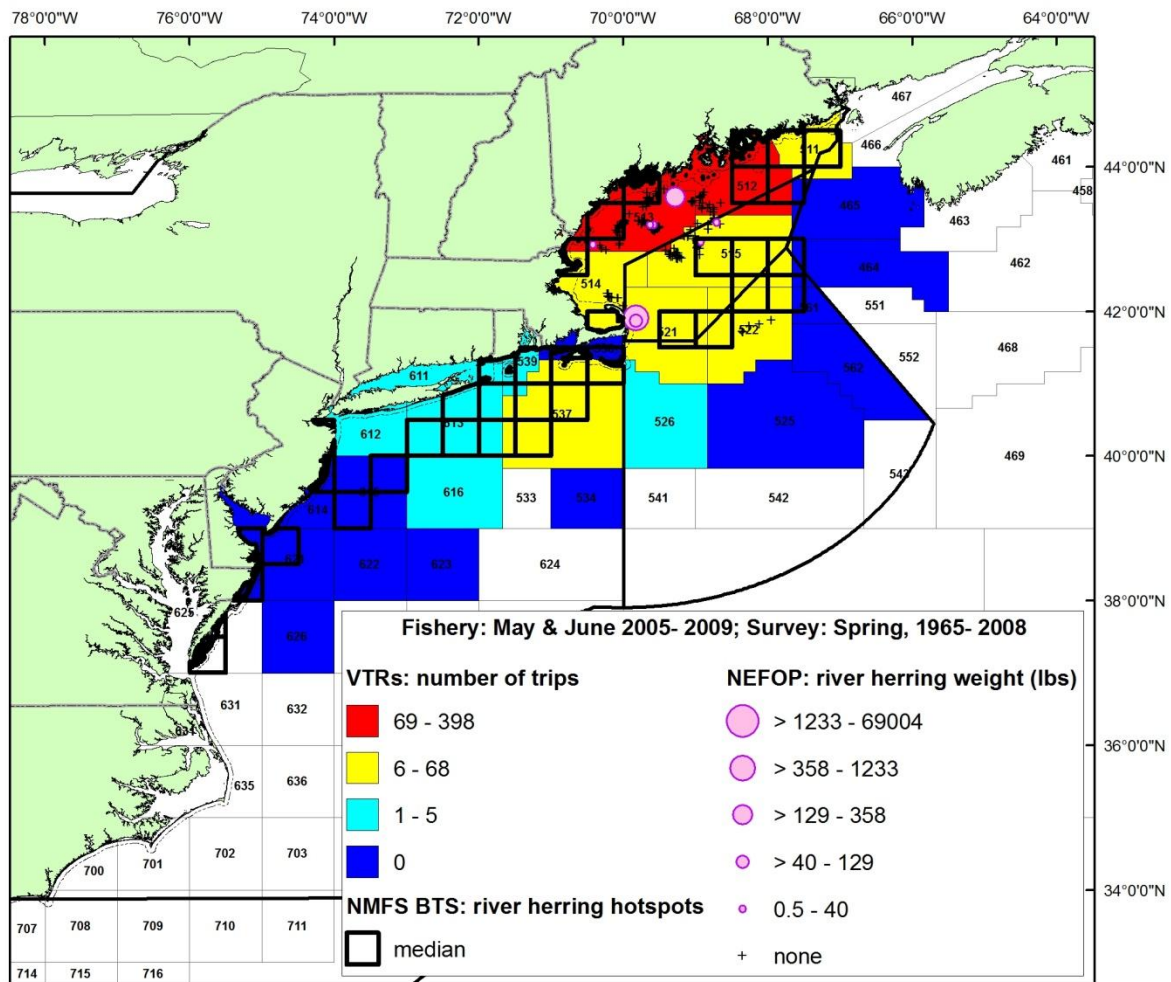 78°0'0"W 76°0'0"W 74°0'0"W 72°0'0"W 70°0'0"W 68°0'0"W 66°0'0"W 64°0'0"W
467
511
466
44°0'0"N
461
512
458
465
463
513
515
462
464
514
551
42°0'0"N
521
522
468
552
539
562
611
537
526
525
612
613
40°0'0"N
469
616
543
533
534
541
542
614
622
623
624
38°0'0"N
625
626
631
632
36°0'0"N
635
636
702
703
701
700
34°0'0"N
707
708
709
710
711
714
715
716
Fishery: May & June 2005- 2009; Survey: Spring, 1965- 2008
VTRs: number of trips
69 - 398
6 - 68
1 - 5
0
NMFS BTS: river herring hotspots
median
NEFOP: river herring weight (lbs)
> 1233 - 69004
> 358 - 1233
> 129 - 358
> 40 - 129
0.5 - 40
none